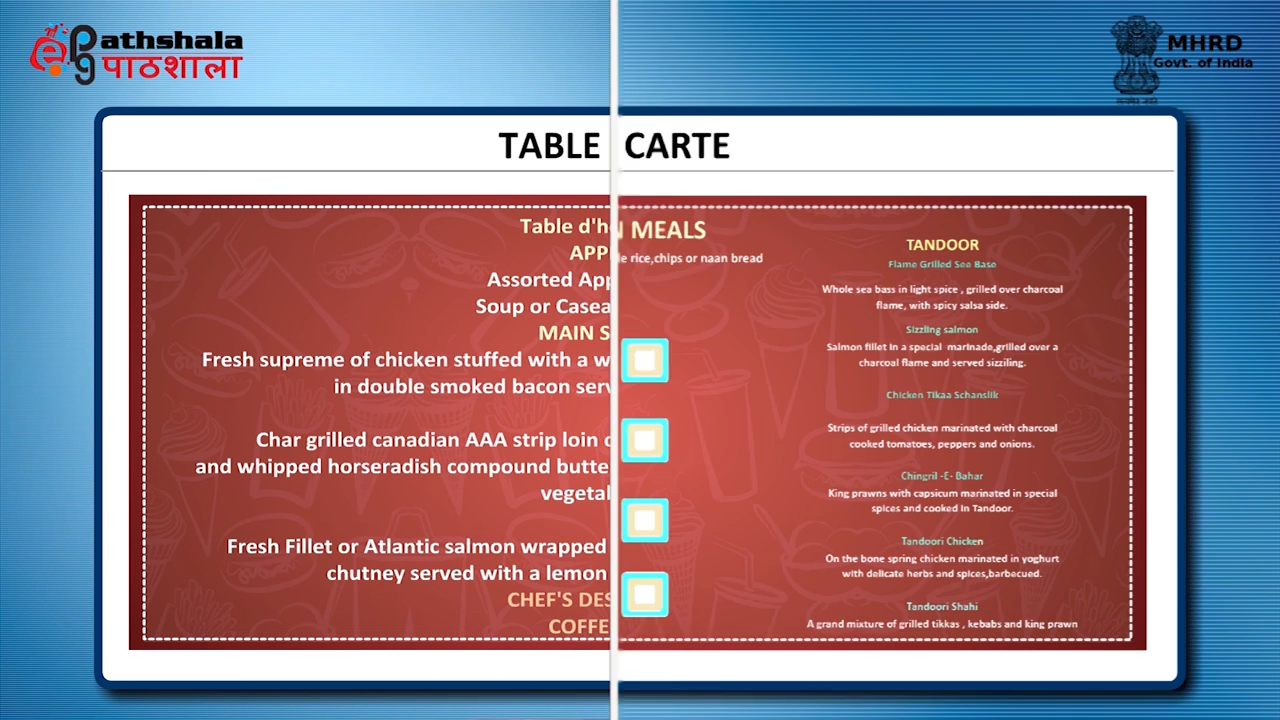 athshala
पाठशाला
MHRD
Govt. of India
TABLE CARTE
Table d'h
APP
Assorted App
Soup or Casea
MAIN S
Fresh supreme of chicken stuffed with a w
in double smoked bacon serv
Char grilled canadian AAA strip loin
and whipped horseradish compound butte
vegetal
Fresh Fillet or Atlantic salmon wrapped
chutney served with a lemon
CHEF'S DES
COFFE
MEALS
rice,chips or naan bread
TANDOOR
Flame Grilled See Base
Whole sea bass in light spice , grilled over charcoal
flame, with spicy salsa side.
Sizzling salmon
Salmon fillet in a special marinade,grilled over a
charcoal flame and served sizziling.
Chicken Tikaa Schanslik
Strips of grilled chicken marinated with charcoal
cooked tomatoes, peppers and onions.
Chingril -E- Bahar
King prawns with capsicum marinated in special
spices and cooked in Tandoor.
Tandoori Chicken
On the bone spring chicken marinated in yoghurt
with delicate herbs and spices,barbecued.
Tandoori Shahi
A grand mixture of grilled tikkas , kebabs and king prawn